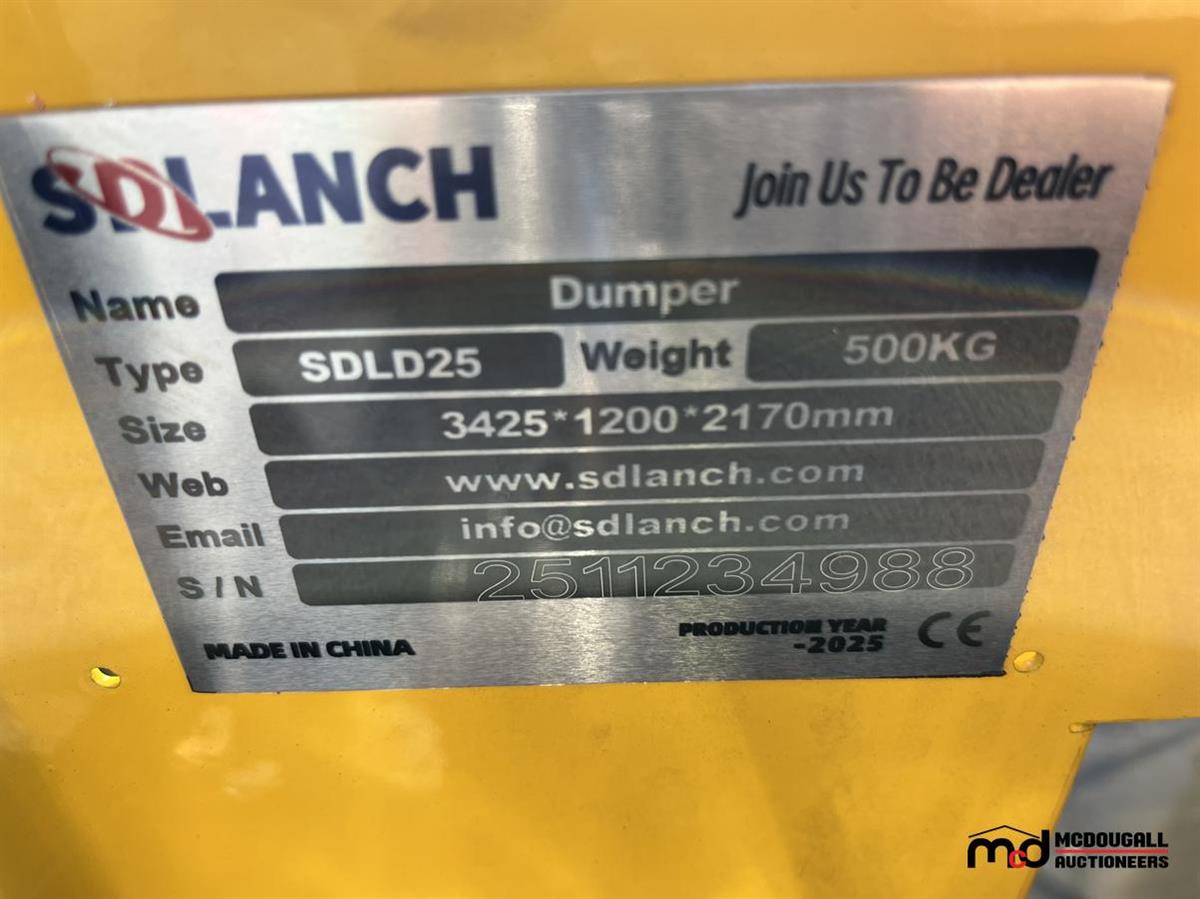 SDLANCH
Join Us To Be Dealer
Name Dumper
Type SDLD25 Weight 500KG
Size 3425*1200*2170mm
Web www.sdlanch.com
Email info@sdlanch.com
S/N 2511234988
MADE IN CHINA
PRODUCTION YEAR
-2025
CE
mcd MCDOUGALL
AUCTIONEERS